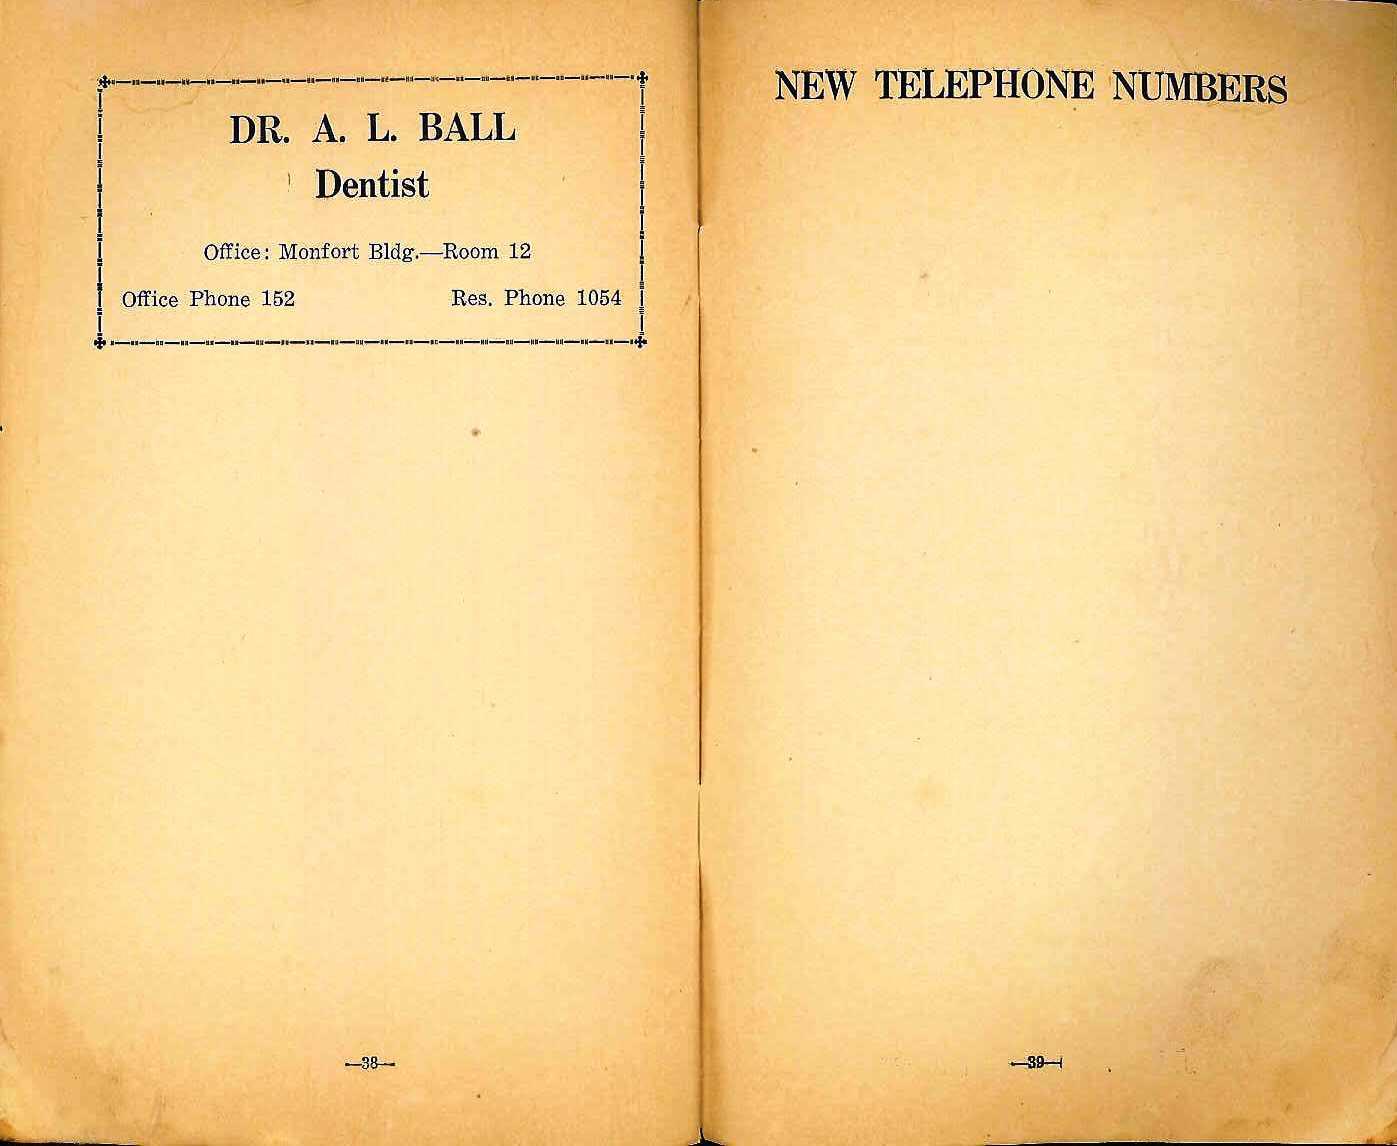 DR. A. L. BALL
Dentist
Office: Monfort Bldg.—Room 12
Office Phone 152 Res. Phone 1054
—38—
NEW TELEPHONE NUMBERS
—39—